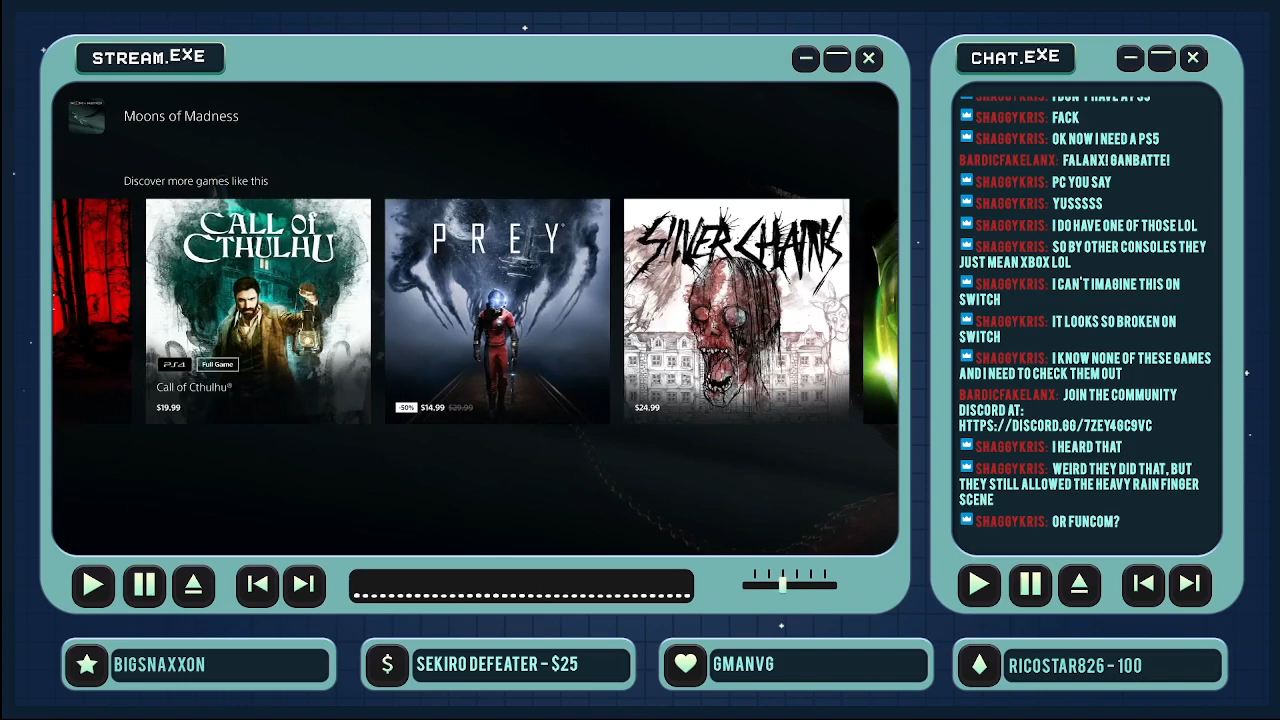 STREAM.EXE
Moons of Madness
Discover more games like this
CALL of
CTHULHU
PS4 Full Game
Call of Cthulhu®
$19.99
PREY
-50% $14.99 $29.99
SILVER CHAINS
$24.99
CHAT.EXE
SHAGGYKRIS: I DON'T HAVE A PS5
SHAGGYKRIS: FACK
SHAGGYKRIS: OK NOW I NEED A PS5
BARDICFAKELANX: FALANX! GANBATTE!
SHAGGYKRIS: PC YOU SAY
SHAGGYKRIS: YUSSSSS
SHAGGYKRIS: I DO HAVE ONE OF THOSE LOL
SHAGGYKRIS: SO BY OTHER CONSOLES THEY
JUST MEAN XBOX LOL
SHAGGYKRIS: I CAN'T IMAGINE THIS ON
SWITCH
SHAGGYKRIS: IT LOOKS SO BROKEN ON
SWITCH
SHAGGYKRIS: I KNOW NONE OF THESE GAMES
AND I NEED TO CHECK THEM OUT
BARDICFAKELANX: JOIN THE COMMUNITY
DISCORD AT:
HTTPS://DISCORD.GG/7ZEY4GC9VC
SHAGGYKRIS: I HEARD THAT
SHAGGYKRIS: WEIRD THEY DID THAT, BUT
THEY STILL ALLOWED THE HEAVY RAIN FINGER
SCENE
SHAGGYKRIS: OR FUNCOM?
BIGSNAXXON
$
SEKIRO DEFEATER - $25
GMANVG
RICOSTAR826 - 100